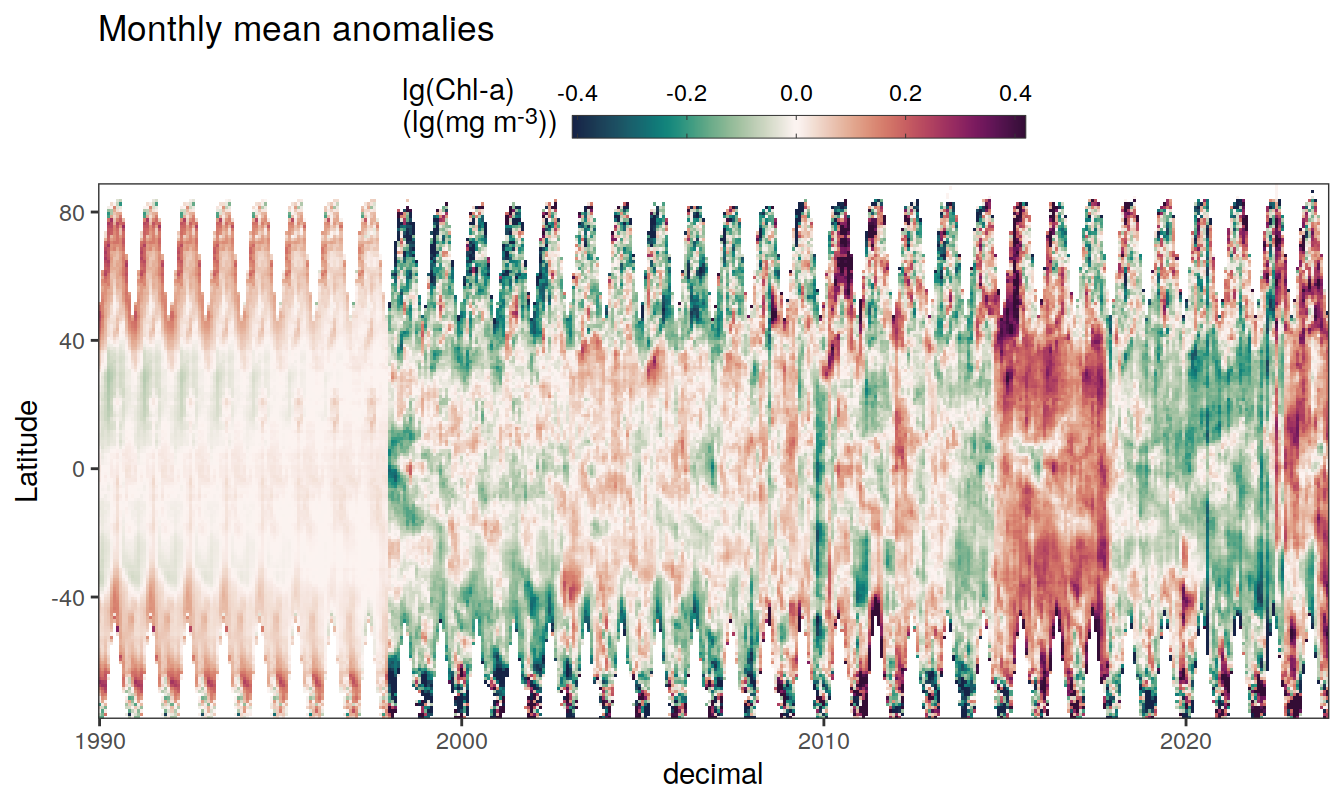 Monthly mean anomalies
lg(Chl-a) -0.4 -0.2 0.0 0.2 0.4
(lg(mg m⁻³))
Latitude
80
40
0
-40
1990 2000 2010 2020
decimal